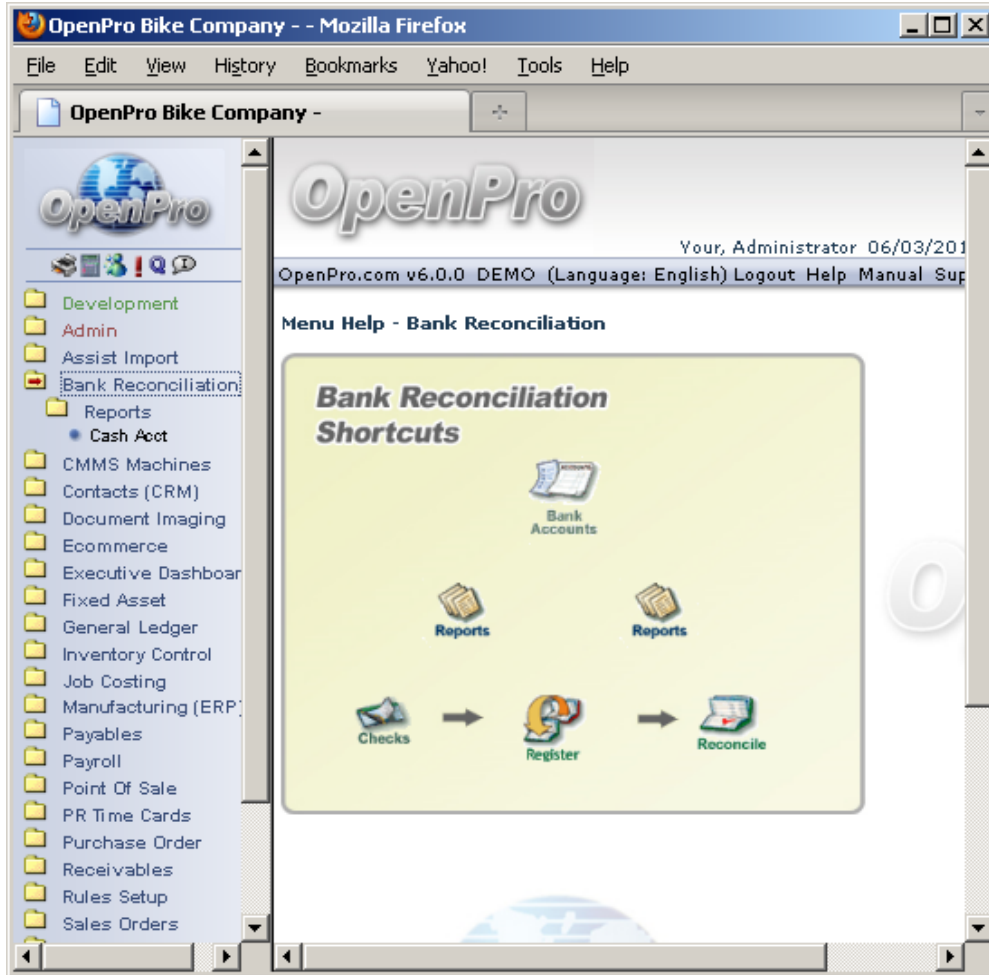 OpenPro Bike Company - - Mozilla Firefox
File Edit View History Bookmarks Yahoo! Tools Help
OpenPro Bike Company -
OpenPro
Development
Admin
Assist Import
Bank Reconciliation
Reports
Cash Acct
CMMS Machines
Contacts (CRM)
Document Imaging
Ecommerce
Executive Dashboar
Fixed Asset
General Ledger
Inventory Control
Job Costing
Manufacturing (ERP)
Payables
Payroll
Point Of Sale
PR Time Cards
Purchase Order
Receivables
Rules Setup
Sales Orders
OpenPro
Your, Administrator 06/03/201
OpenPro.com v6.0.0 DEMO (Language: English) Logout Help Manual Sup
Menu Help - Bank Reconciliation
Bank Reconciliation
Shortcuts
ACCOUNTS
Bank
Accounts
Reports Reports
Checks Register Reconcile